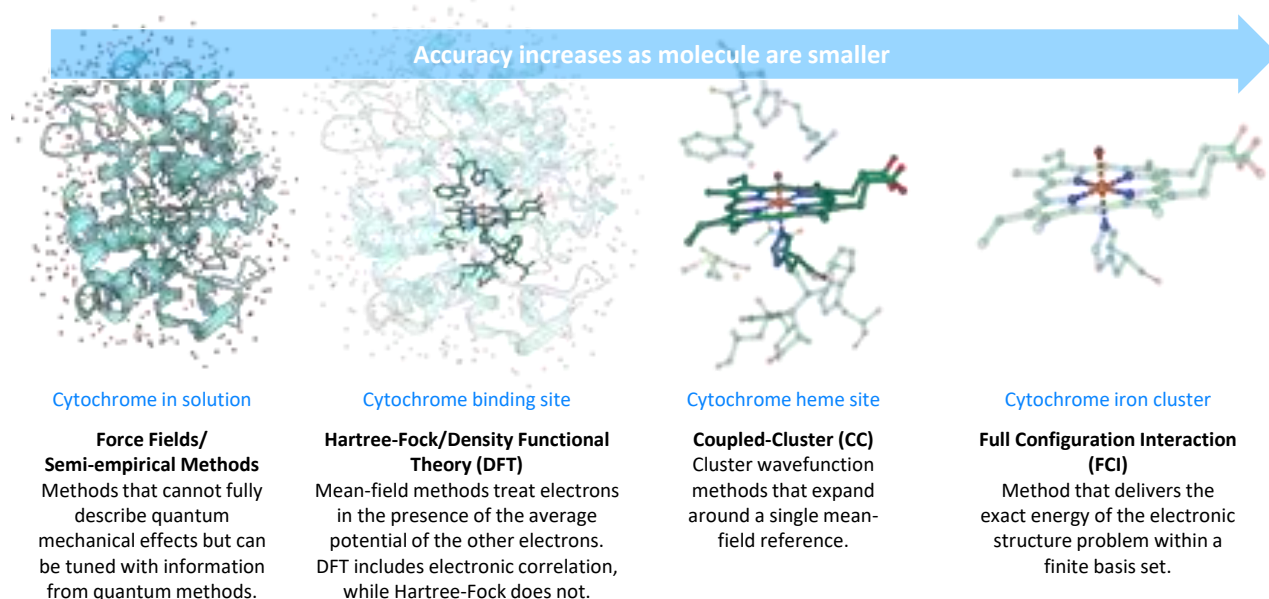 Accuracy increases as molecule are smaller
Cytochrome in solution
Force Fields/
Semi-empirical Methods
Methods that cannot fully
describe quantum
mechanical effects but can
be tuned with information
from quantum methods.
Cytochrome binding site
Hartree-Fock/Density Functional
Theory (DFT)
Mean-field methods treat electrons
in the presence of the average
potential of the other electrons.
DFT includes electronic correlation,
while Hartree-Fock does not.
Cytochrome heme site
Coupled-Cluster (CC)
Cluster wavefunction
methods that expand
around a single mean-
field reference.
Cytochrome iron cluster
Full Configuration Interaction
(FCI)
Method that delivers the
exact energy of the electronic
structure problem within a
finite basis set.